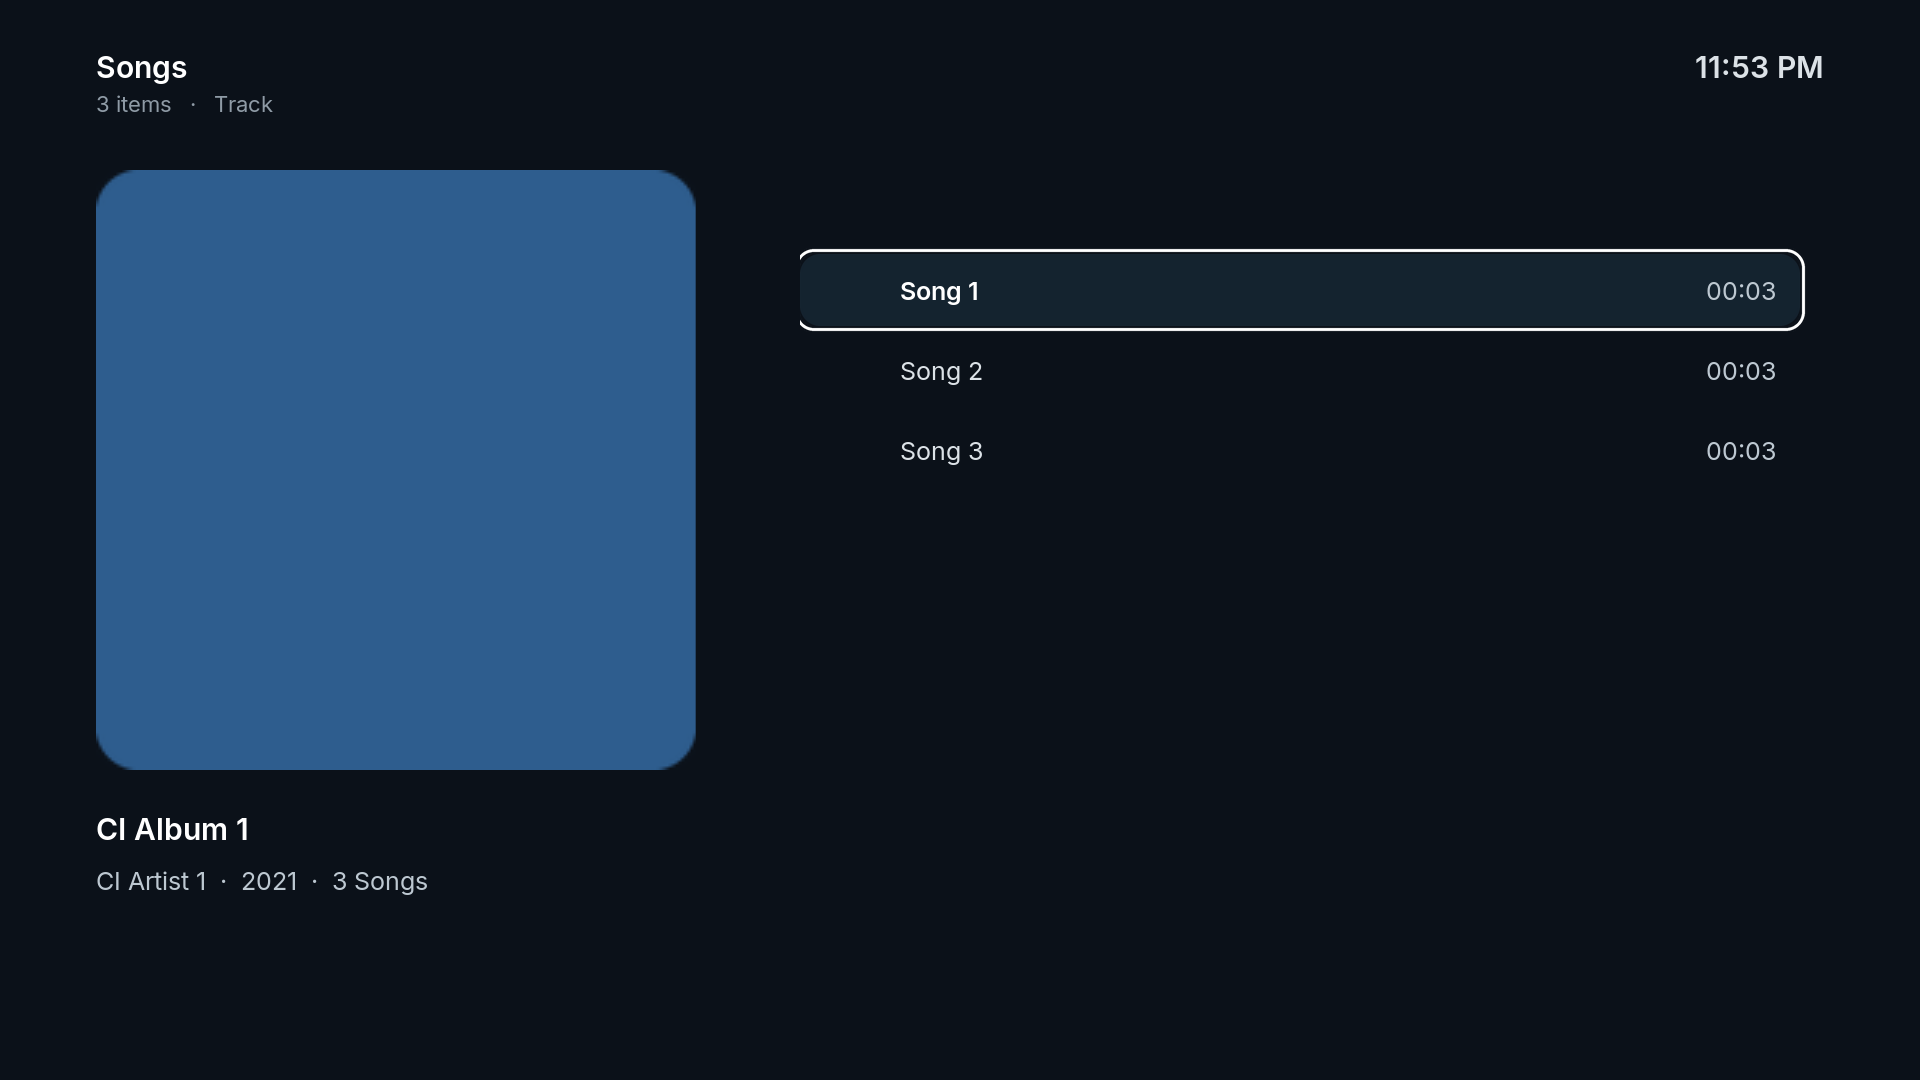 Songs
11:53 PM
3 items · Track
Song 1 00:03
Song 2 00:03
Song 3 00:03
CI Album 1
CI Artist 1 · 2021 · 3 Songs